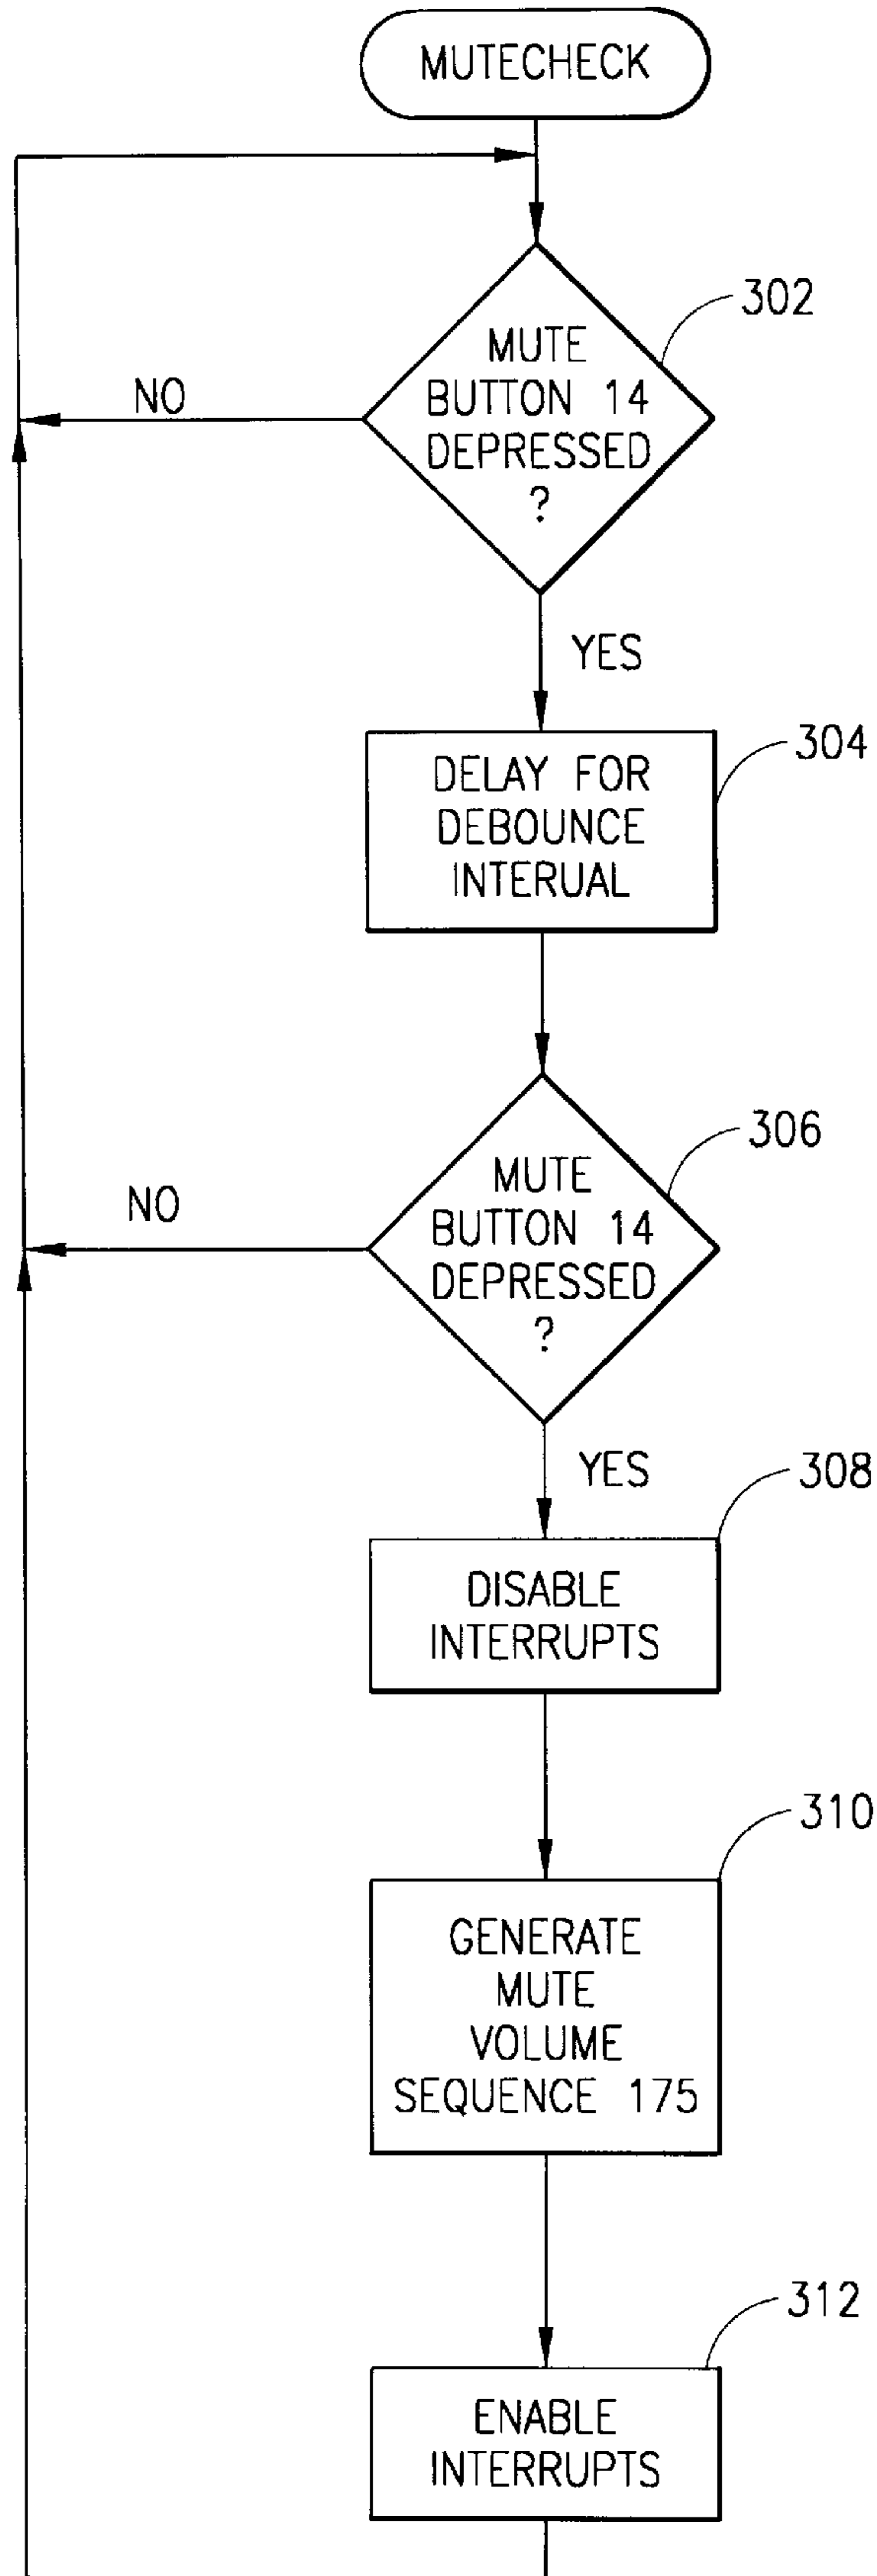 MUTECHECK
302
MUTE
BUTTON 14
DEPRESSED
?
NO
YES
304
DELAY FOR
DEBOUNCE
INTERUAL
306
MUTE
BUTTON 14
DEPRESSED
?
NO
YES
308
DISABLE
INTERRUPTS
310
GENERATE
MUTE
VOLUME
SEQUENCE 175
312
ENABLE
INTERRUPTS